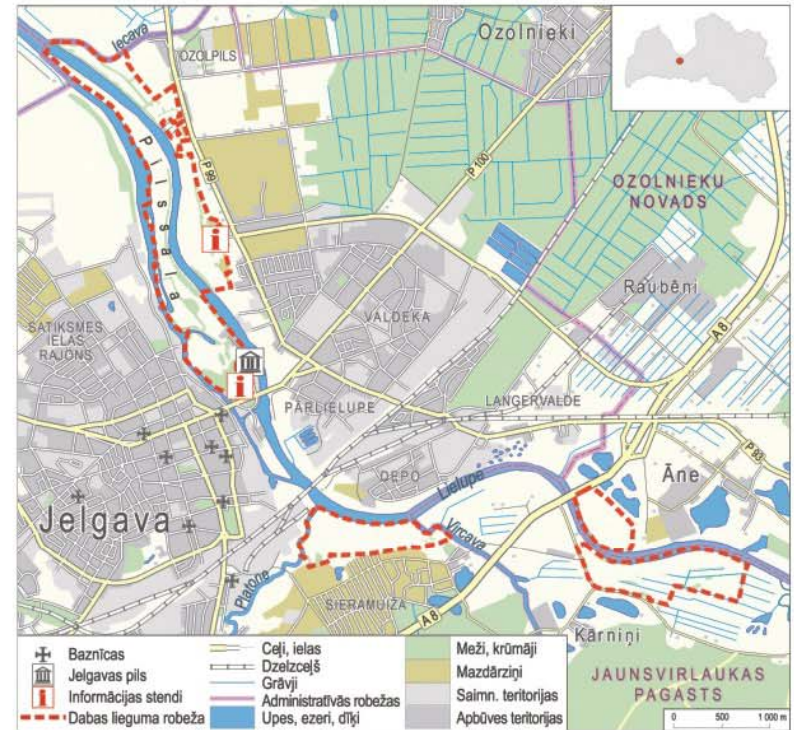 Iecava
OZOLPILS
Ozolnieki
P 99
P 100
Pilssala
OZOLNIEKU
NOVADS
Raubēni
VALDEKA
A 8
SATIKSMES
IELAS
RAJONS
PĀRLIELUPE
LANGERVALDE
P 93
DEPO
Lielupe
Āne
Jelgava
Vircava
Platone
SIERAMUIŽA
A 8
Kārniņi
JAUNSVIRLAUKAS
PAGASTS
Baznīcas
Jelgavas pils
Informācijas stendi
Dabas lieguma robeža
Ceļi, ielas
Dzelzceļš
Grāvji
Administratīvās robežas
Upes, ezeri, dīķi
Meži, krūmāji
Mazdārziņi
Saimn. teritorijas
Apbūves teritorijas
0 500 1 000 m